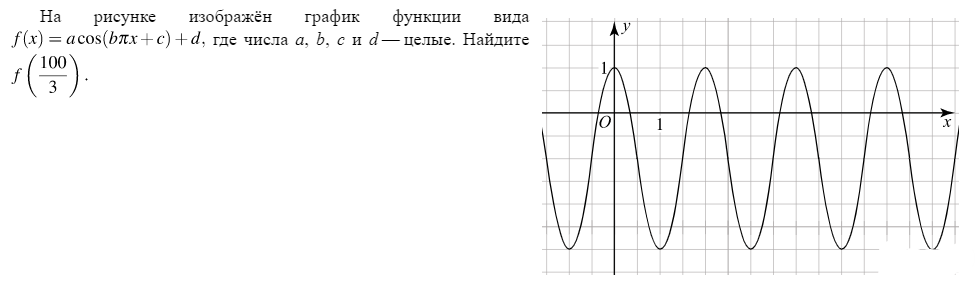 На рисунке изображён график функции вида
f(x) = a cos(bπx + c) + d, где числа a, b, c и d — целые. Найдите
f(100/3).
y
1
O
1
x